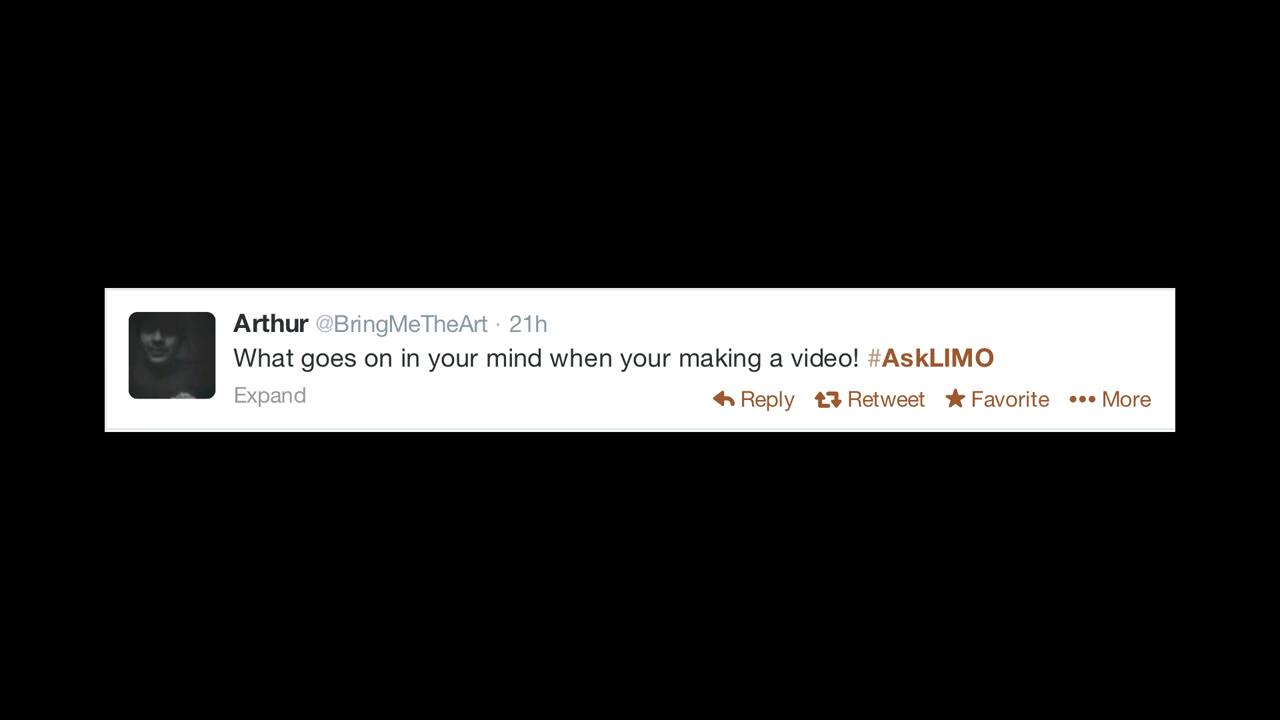 Arthur @BringMeTheArt · 21h
What goes on in your mind when your making a video! #AskLIMO
Expand
Reply Retweet Favorite More